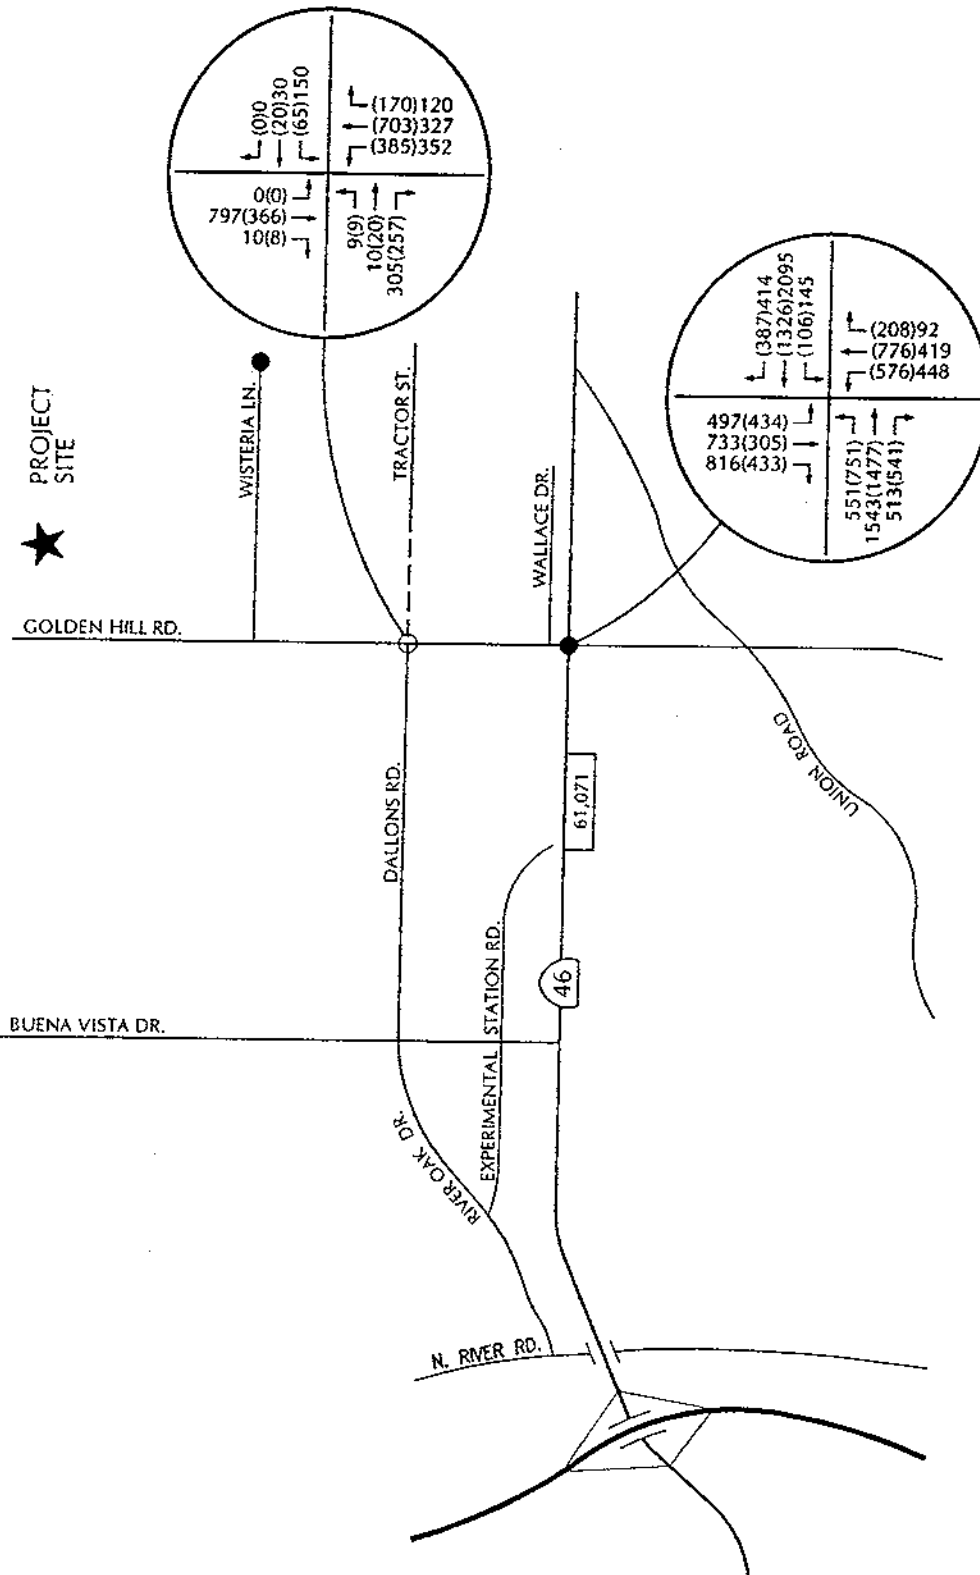 (0)0
(20)30
(65)150
(170)120
(703)327
(385)352
0(0)
797(366)
10(8)
9(9)
10(20)
305(257)
PROJECT
SITE
WISTERIA LN.
TRACTOR ST.
(387)414
(1326)2095
(106)145
(208)92
(776)419
(576)448
497(434)
733(305)
816(433)
551(751)
1543(1477)
513(541)
WALLACE DR.
GOLDEN HILL RD.
DALLONS RD.
61,071
UNION ROAD
EXPERIMENTAL STATION RD.
46
BUENA VISTA DR.
RIVER OAK DR.
N. RIVER RD.